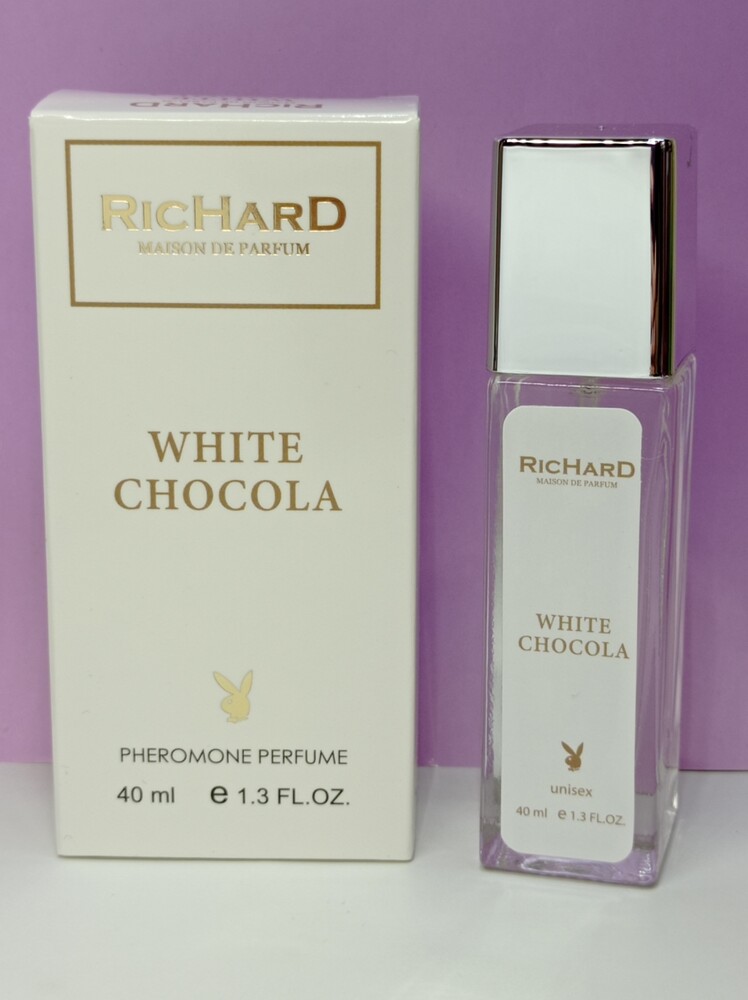 RICHARD
RICHARD
MAISON DE PARFUM
WHITE
CHOCOLA
PHEROMONE PERFUME
40 ml e 1.3 FL.OZ.
RICHARD
MAISON DE PARFUM
WHITE
CHOCOLA
unisex
40 ml e 1.3 FL.OZ.